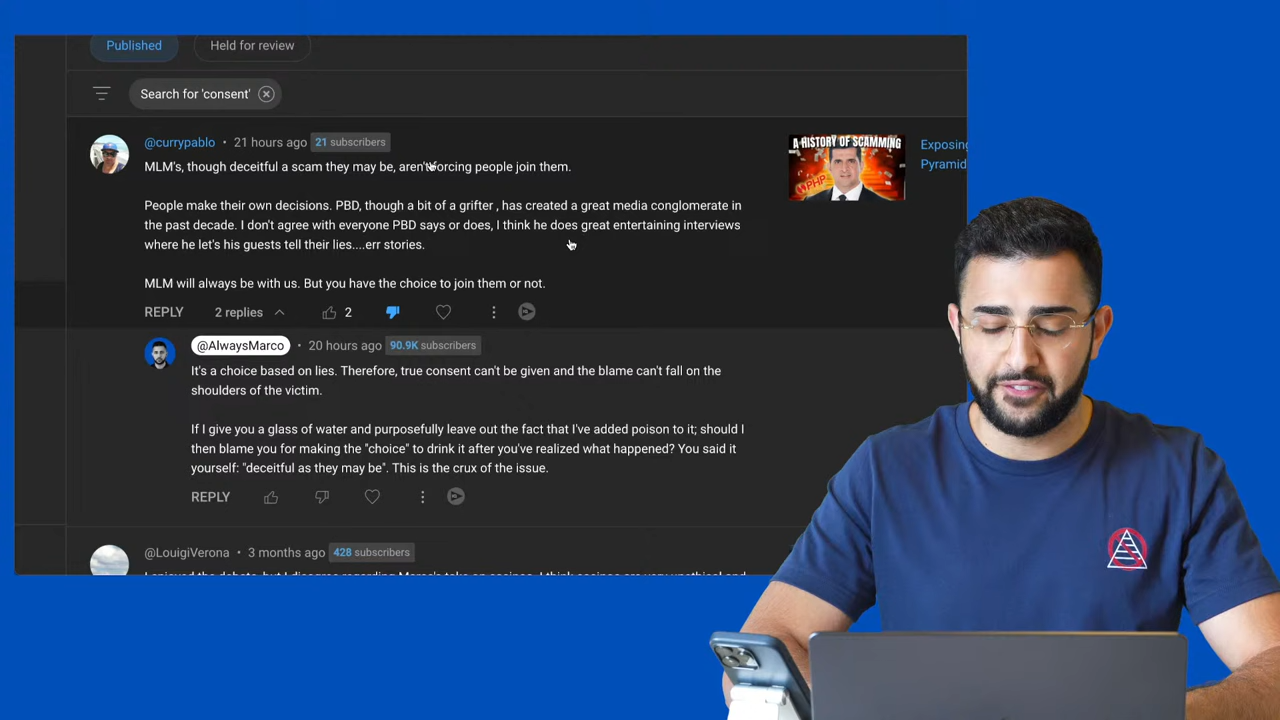 Published
Held for review
Search for 'consent'
@currypablo • 21 hours ago 21 subscribers
MLM's, though deceitful a scam they may be, aren't forcing people join them.
People make their own decisions. PBD, though a bit of a grifter , has created a great media conglomerate in
the past decade. I don't agree with everyone PBD says or does, I think he does great entertaining interviews
where he let's his guests tell their lies....err stories.
MLM will always be with us. But you have the choice to join them or not.
REPLY 2 replies 2
A HISTORY OF SCAMMING
PHP
Exposing
Pyramid
@AlwaysMarco • 20 hours ago 90.9K subscribers
It's a choice based on lies. Therefore, true consent can't be given and the blame can't fall on the
shoulders of the victim.
If I give you a glass of water and purposefully leave out the fact that I've added poison to it; should I
then blame you for making the "choice" to drink it after you've realized what happened? You said it
yourself: "deceitful as they may be". This is the crux of the issue.
REPLY
@LouigiVerona • 3 months ago 428 subscribers